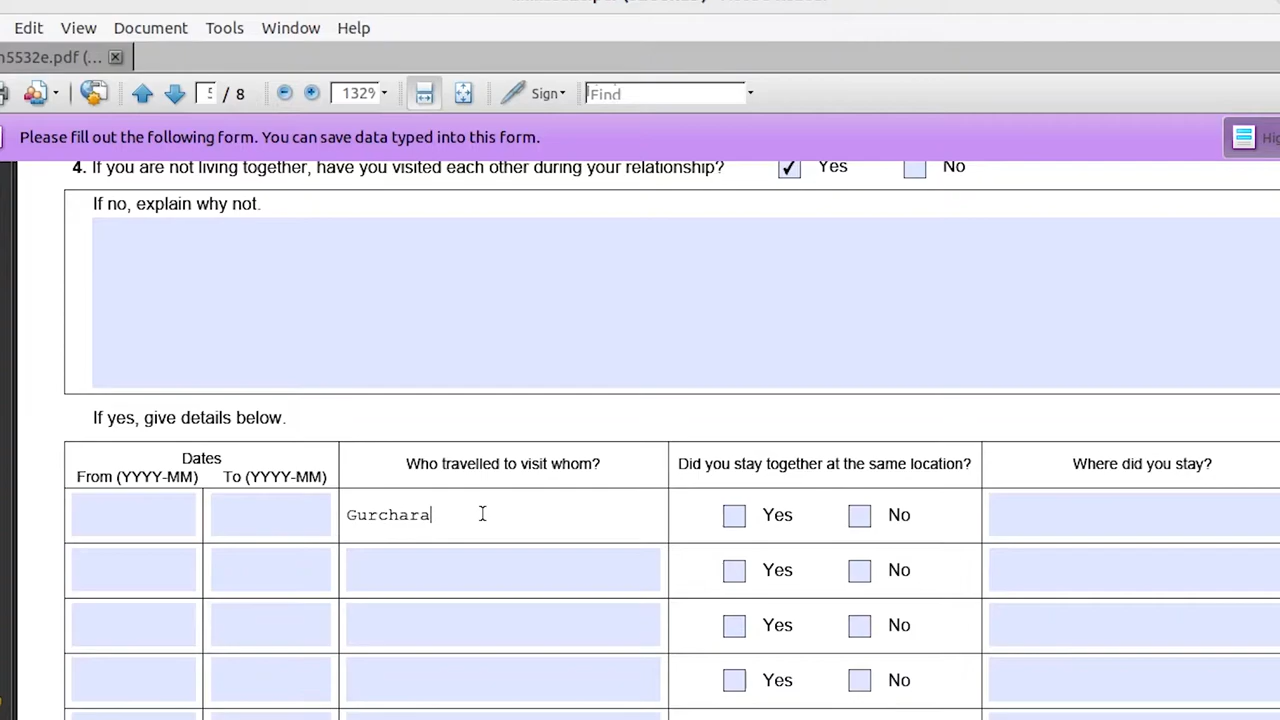 Edit View Document Tools Window Help
n5532e.pdf (...
/ 8 132% Sign Find
Please fill out the following form. You can save data typed into this form.
4. If you are not living together, have you visited each other during your relationship? Yes No
If no, explain why not.
If yes, give details below.
Dates
From (YYYY-MM) To (YYYY-MM) Who travelled to visit whom? Did you stay together at the same location? Where did you stay?
Gurchara Yes No
Yes No
Yes No
Yes No